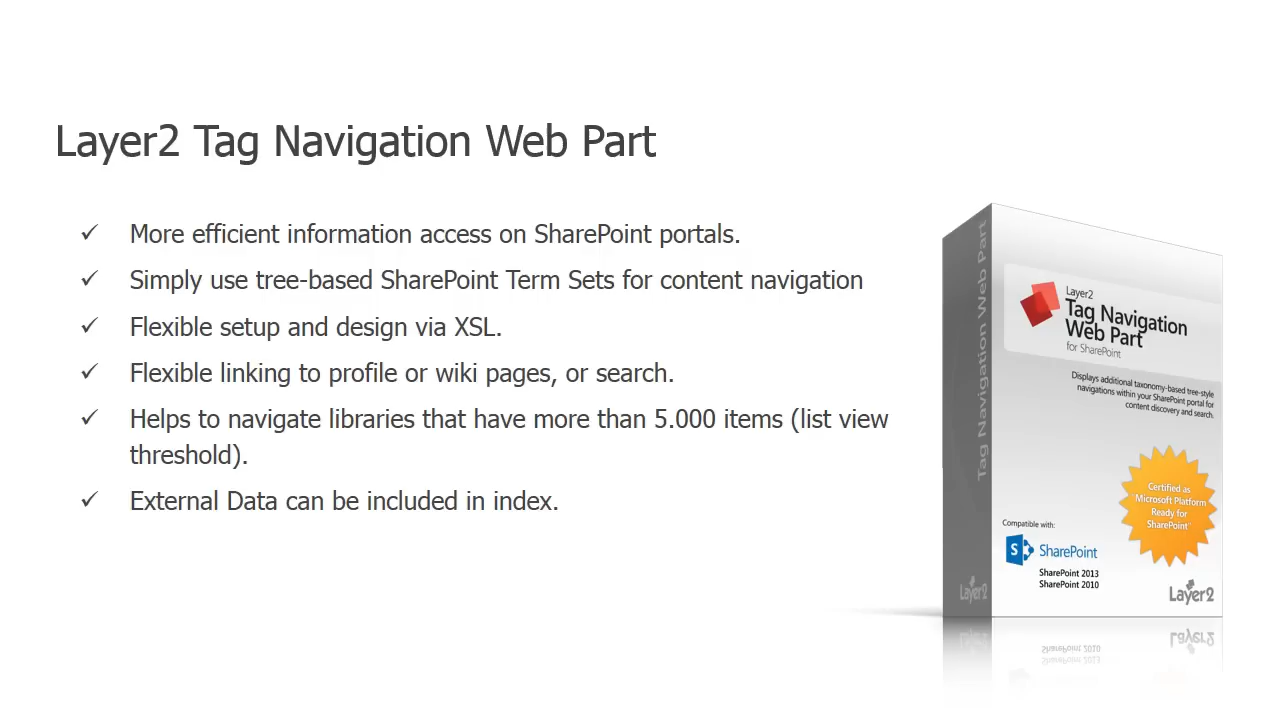 Layer2 Tag Navigation Web Part
✓ More efficient information access on SharePoint portals.
✓ Simply use tree-based SharePoint Term Sets for content navigation
✓ Flexible setup and design via XSL.
✓ Flexible linking to profile or wiki pages, or search.
✓ Helps to navigate libraries that have more than 5.000 items (list view
threshold).
✓ External Data can be included in index.
Tag Navigation Web Part
Layer2
Layer2
Tag Navigation
Web Part
for SharePoint
Displays additional taxonomy-based tree-style
navigations within your SharePoint portal for
content discovery and search.
Certified as
Microsoft Platform
Ready for
SharePoint
Compatible with:
S SharePoint
SharePoint 2013
SharePoint 2010
Layer2